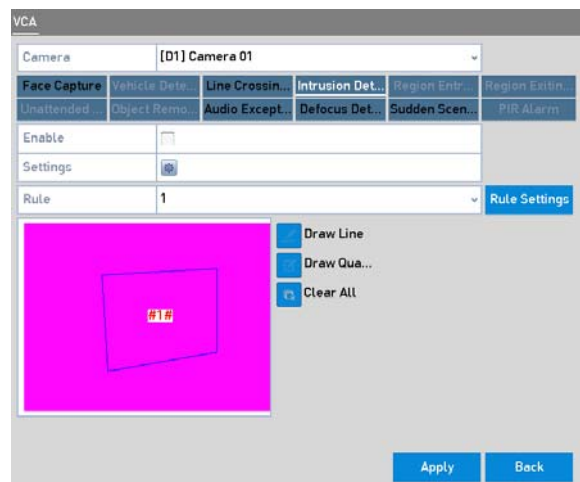 VCA
Camera [D1] Camera 01
Face Capture Vehicle Dete... Line Crossin... Intrusion Det... Region Entr... Region Exitin...
Unattended ... Object Remo... Audio Except... Defocus Det... Sudden Scen... PIR Alarm
Enable
Settings
Rule 1 Rule Settings
Draw Line
Draw Qua...
Clear All
#1#
Apply Back